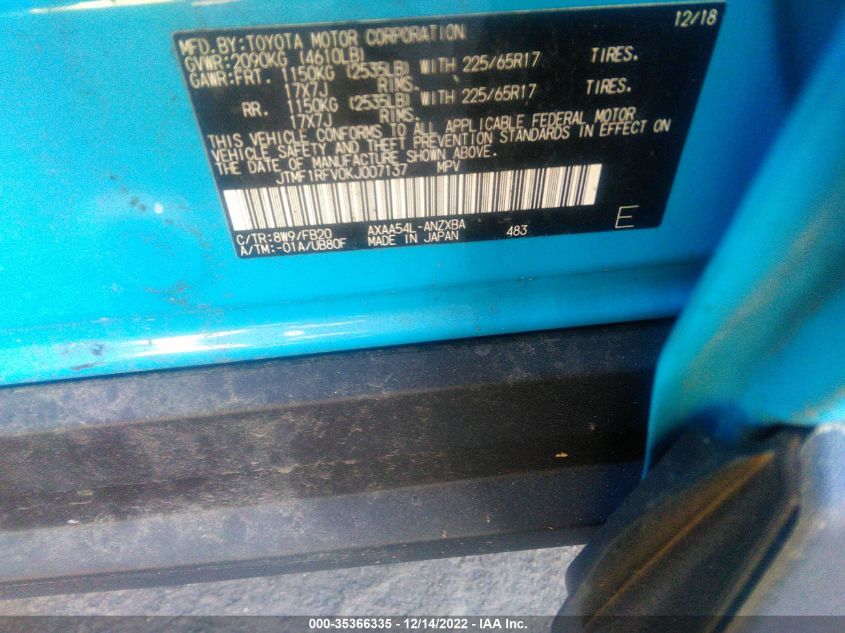 12/18
MFD. BY: TOYOTA MOTOR CORPORATION
GVWR: 2090KG (4610LB)
GAWR: FRT. 1150KG (2535LB) WITH 225/65R17 TIRES.
17X7J RIMS.
RR. 1150KG (2535LB) WITH 225/65R17 TIRES.
17X7J RIMS.
THIS VEHICLE CONFORMS TO ALL APPLICABLE FEDERAL MOTOR
VEHICLE SAFETY AND THEFT PREVENTION STANDARDS IN EFFECT ON
THE DATE OF MANUFACTURE SHOWN ABOVE.
JTMF1RFV0KJ007137 MPV
C/TR: 8W9/FB20 AXAA54L-ANZXBA 483 E
A/TM: -01A/UB80F MADE IN JAPAN
000-35366335 - 12/14/2022 - IAA Inc.